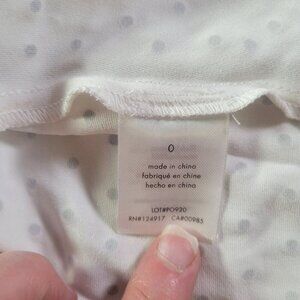 0
made in china
fabriqué en chine
hecho en china
LOT#PO920
RN#124917 CA#00985